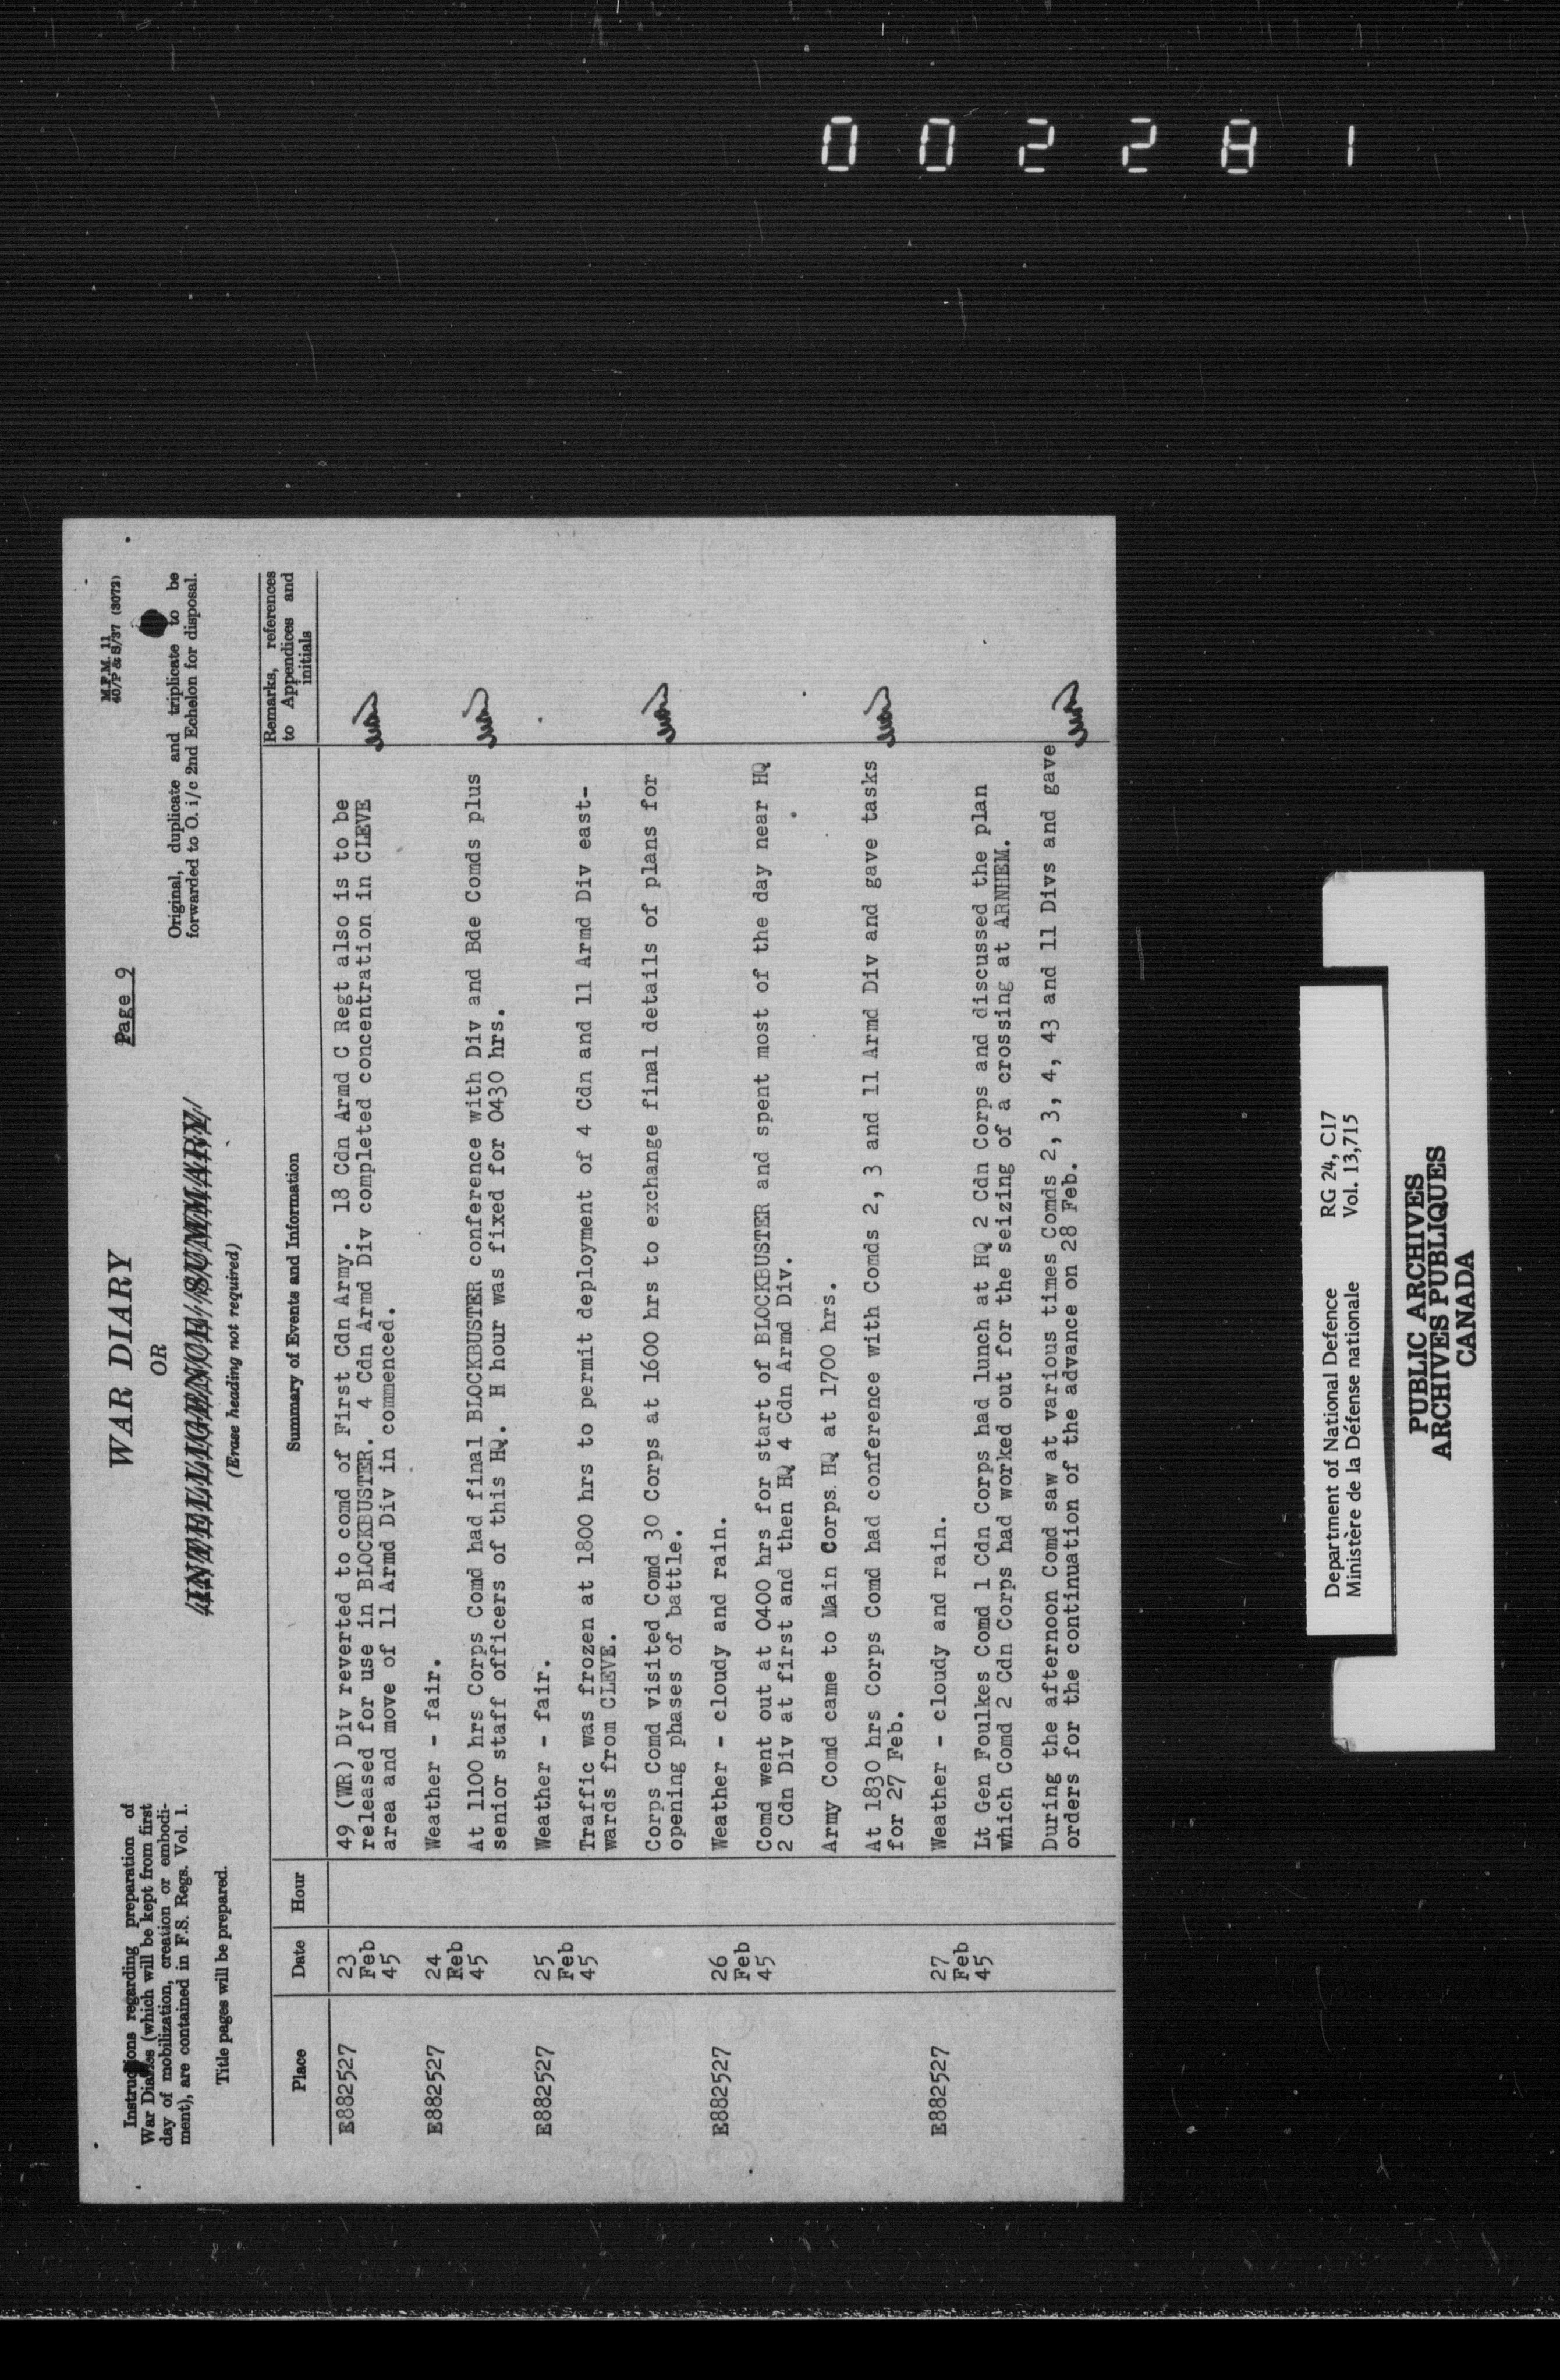 002281
M.F.M. 11
40/P & S/37 (3072)
Page 9
WAR DIARY
OR
INTELLIGENCE SUMMARY
(Erase heading not required)
Instructions regarding preparation of
War Diaries (which will be kept from first
day of mobilization, creation or embodi-
ment), are contained in F.S. Regs. Vol. 1.
Title pages will be prepared.
Original, duplicate and triplicate to be
forwarded to O. i/c 2nd Echelon for disposal.
Place Date Hour Summary of Events and Information Remarks, references
to Appendices and
initials
E882527 23 49 (WR) Div reverted to comd of First Cdn Army. 18 Cdn Armd C Regt also is to be
Feb released for use in BLOCKBUSTER. 4 Cdn Armd Div completed concentration in CLEVE
45 area and move of 11 Armd Div in commenced.
E882527 24 Weather - fair.
Feb
45 At 1100 hrs Corps Comd had final BLOCKBUSTER conference with Div and Bde Comds plus
senior staff officers of this HQ. H hour was fixed for 0430 hrs.
E882527 25 Weather - fair.
Feb
45 Traffic was frozen at 1800 hrs to permit deployment of 4 Cdn and 11 Armd Div east-
wards from CLEVE.
Corps Comd visited Comd 30 Corps at 1600 hrs to exchange final details of plans for
opening phases of battle.
E882527 26 Weather - cloudy and rain.
Feb
45 Comd went out at 0400 hrs for start of BLOCKBUSTER and spent most of the day near HQ
2 Cdn Div at first and then HQ 4 Cdn Armd Div.
Army Comd came to Main Corps HQ at 1700 hrs.
At 1830 hrs Corps Comd had conference with Comds 2, 3 and 11 Armd Div and gave tasks
for 27 Feb.
E882527 27 Weather - cloudy and rain.
Feb
45 Lt Gen Foulkes Comd 1 Cdn Corps had lunch at HQ 2 Cdn Corps and discussed the plan
which Comd 2 Cdn Corps had worked out for the seizing of a crossing at ARNHEM.
During the afternoon Comd saw at various times Comds 2, 3, 4, 43 and 11 Divs and gave
orders for the continuation of the advance on 28 Feb.
Department of National Defence RG 24, C17
Ministère de la Défense nationale Vol. 13,715
PUBLIC ARCHIVES
ARCHIVES PUBLIQUES
CANADA